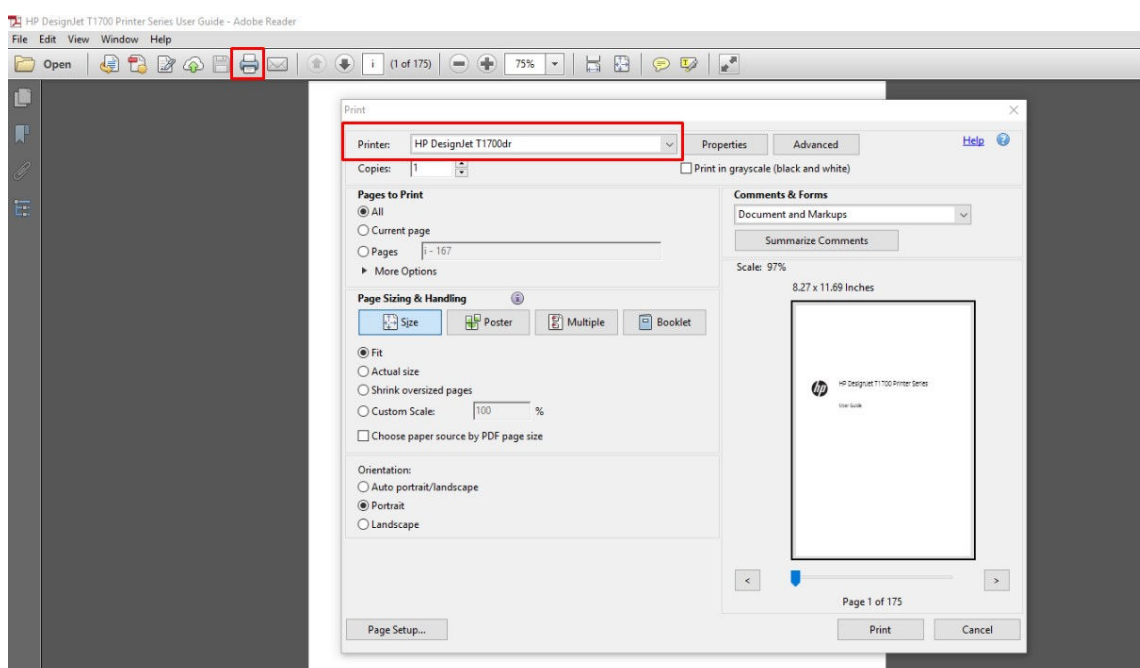 HP DesignJet T1700 Printer Series User Guide - Adobe Reader
File Edit View Window Help
Open i (1 of 175) 75%
Print
Printer: HP DesignJet T1700dr Properties Advanced Help
Copies: 1 Print in grayscale (black and white)
Pages to Print Comments & Forms
All Document and Markups
Current page
Pages i - 167 Summarize Comments
More Options Scale: 97%
8.27 x 11.69 Inches
Page Sizing & Handling
Size Poster Multiple Booklet
Fit
Actual size hp HP DesignJet T1700 Printer Series
Shrink oversized pages User Guide
Custom Scale: 100 %
Choose paper source by PDF page size
Orientation:
Auto portrait/landscape
Portrait
Landscape
< >
Page 1 of 175
Page Setup... Print Cancel